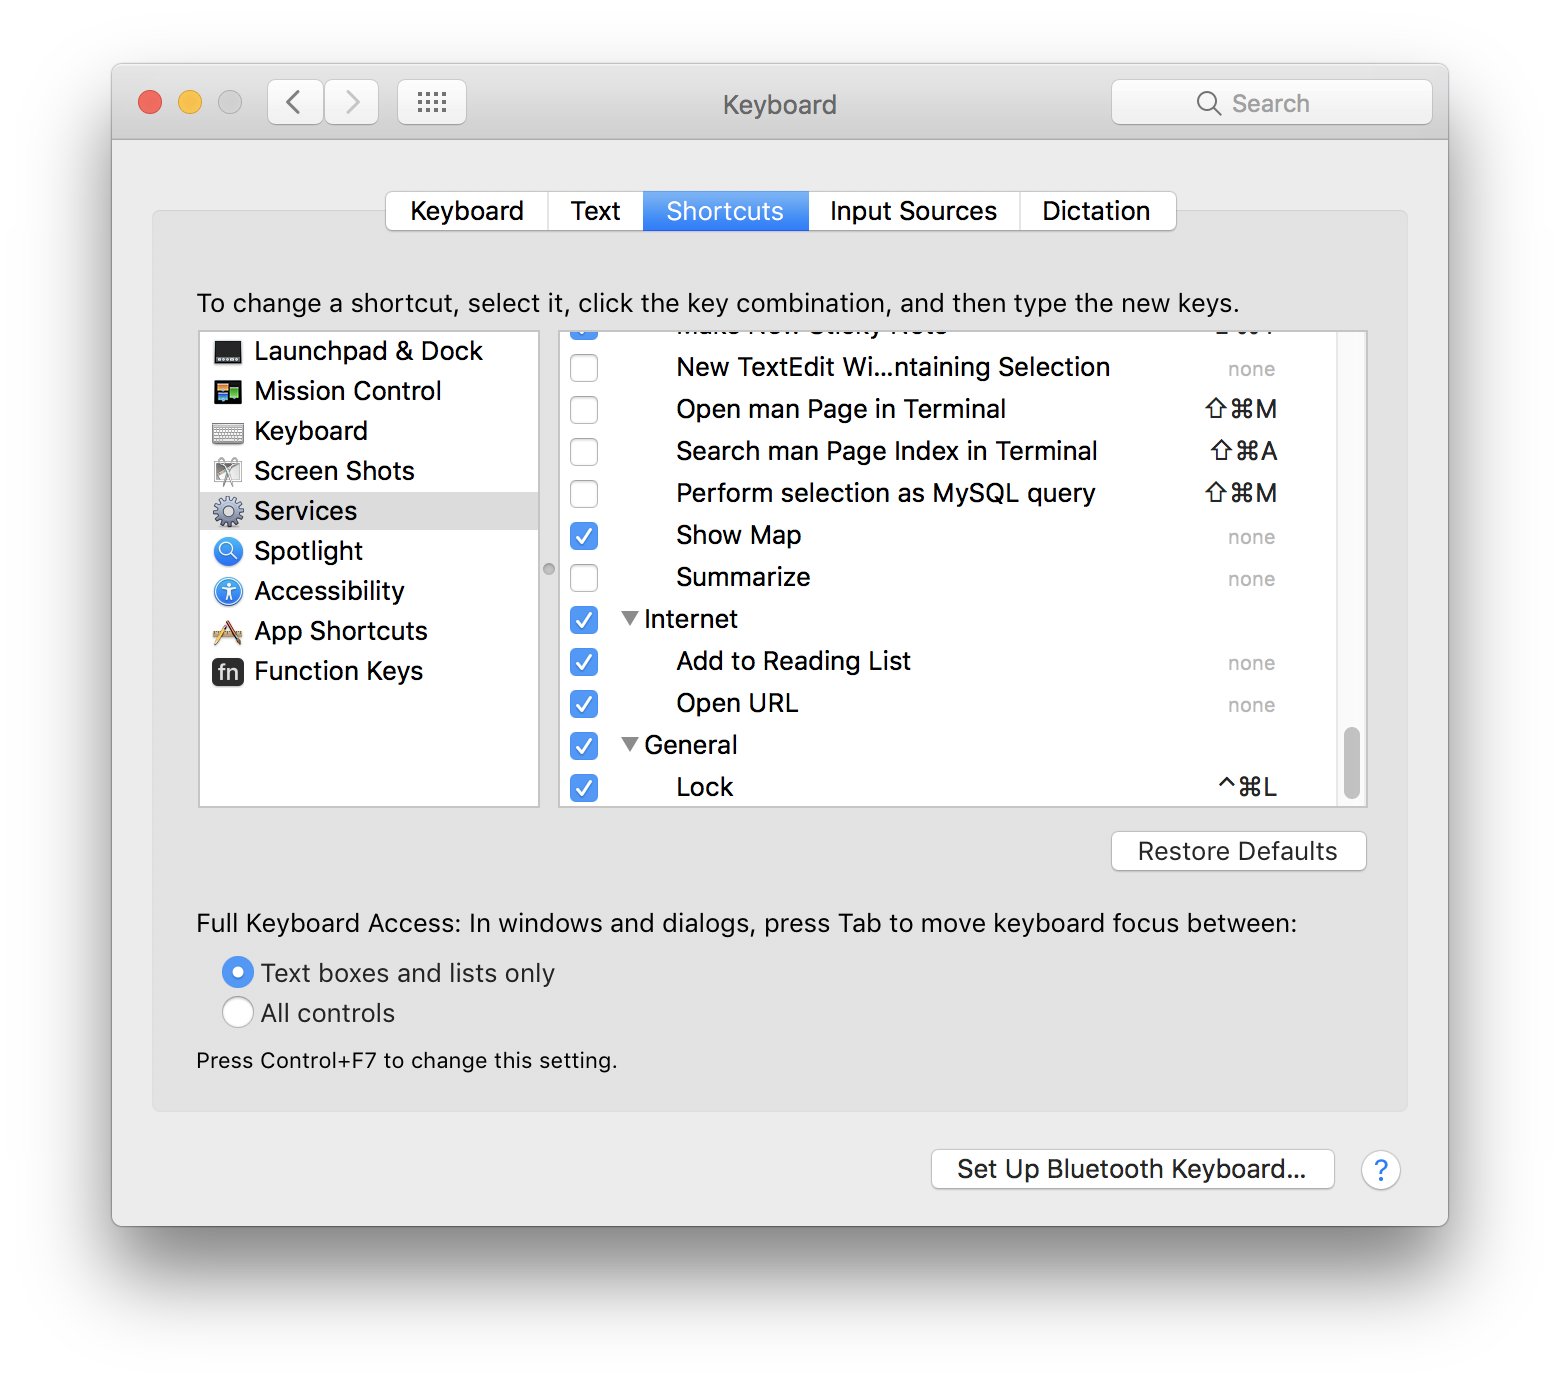 Keyboard
Search
Keyboard Text Shortcuts Input Sources Dictation
To change a shortcut, select it, click the key combination, and then type the new keys.
Launchpad & Dock
Mission Control
Keyboard
Screen Shots
Services
Spotlight
Accessibility
App Shortcuts
fn Function Keys
Make New Sticky Note
New TextEdit Wi...ntaining Selection none
Open man Page in Terminal ⇧⌘M
Search man Page Index in Terminal ⇧⌘A
Perform selection as MySQL query ⇧⌘M
Show Map none
Summarize none
Internet
Add to Reading List none
Open URL none
General
Lock ^⌘L
Restore Defaults
Full Keyboard Access: In windows and dialogs, press Tab to move keyboard focus between:
Text boxes and lists only
All controls
Press Control+F7 to change this setting.
Set Up Bluetooth Keyboard...
?